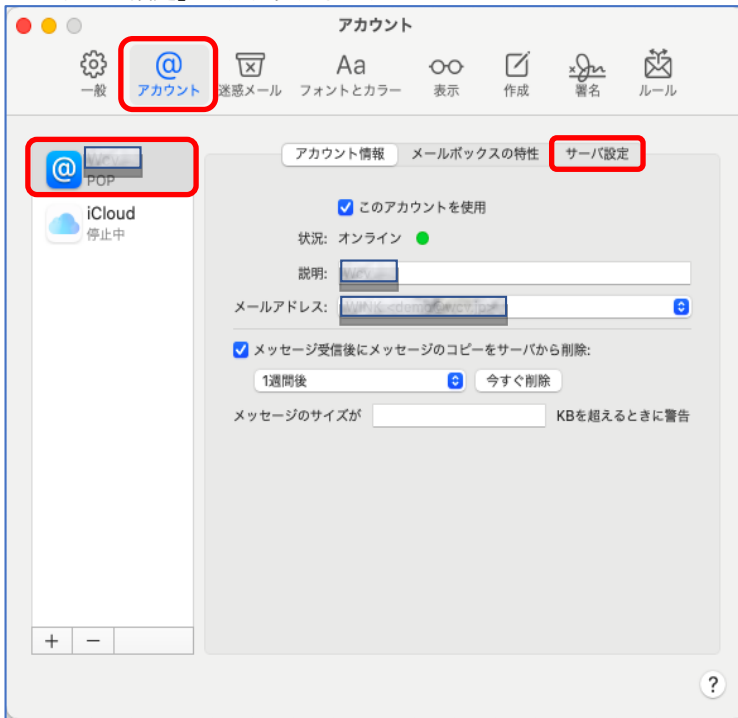 アカウント
一般 アカウント 迷惑メール フォントとカラー 表示 作成 署名 ルール
POP
iCloud
停止中
アカウント情報 メールボックスの特性 サーバ設定
このアカウントを使用
状況: オンライン
説明:
メールアドレス:
メッセージ受信後にメッセージのコピーをサーバから削除:
1週間後 今すぐ削除
メッセージのサイズが KBを超えるときに警告
+ −
?